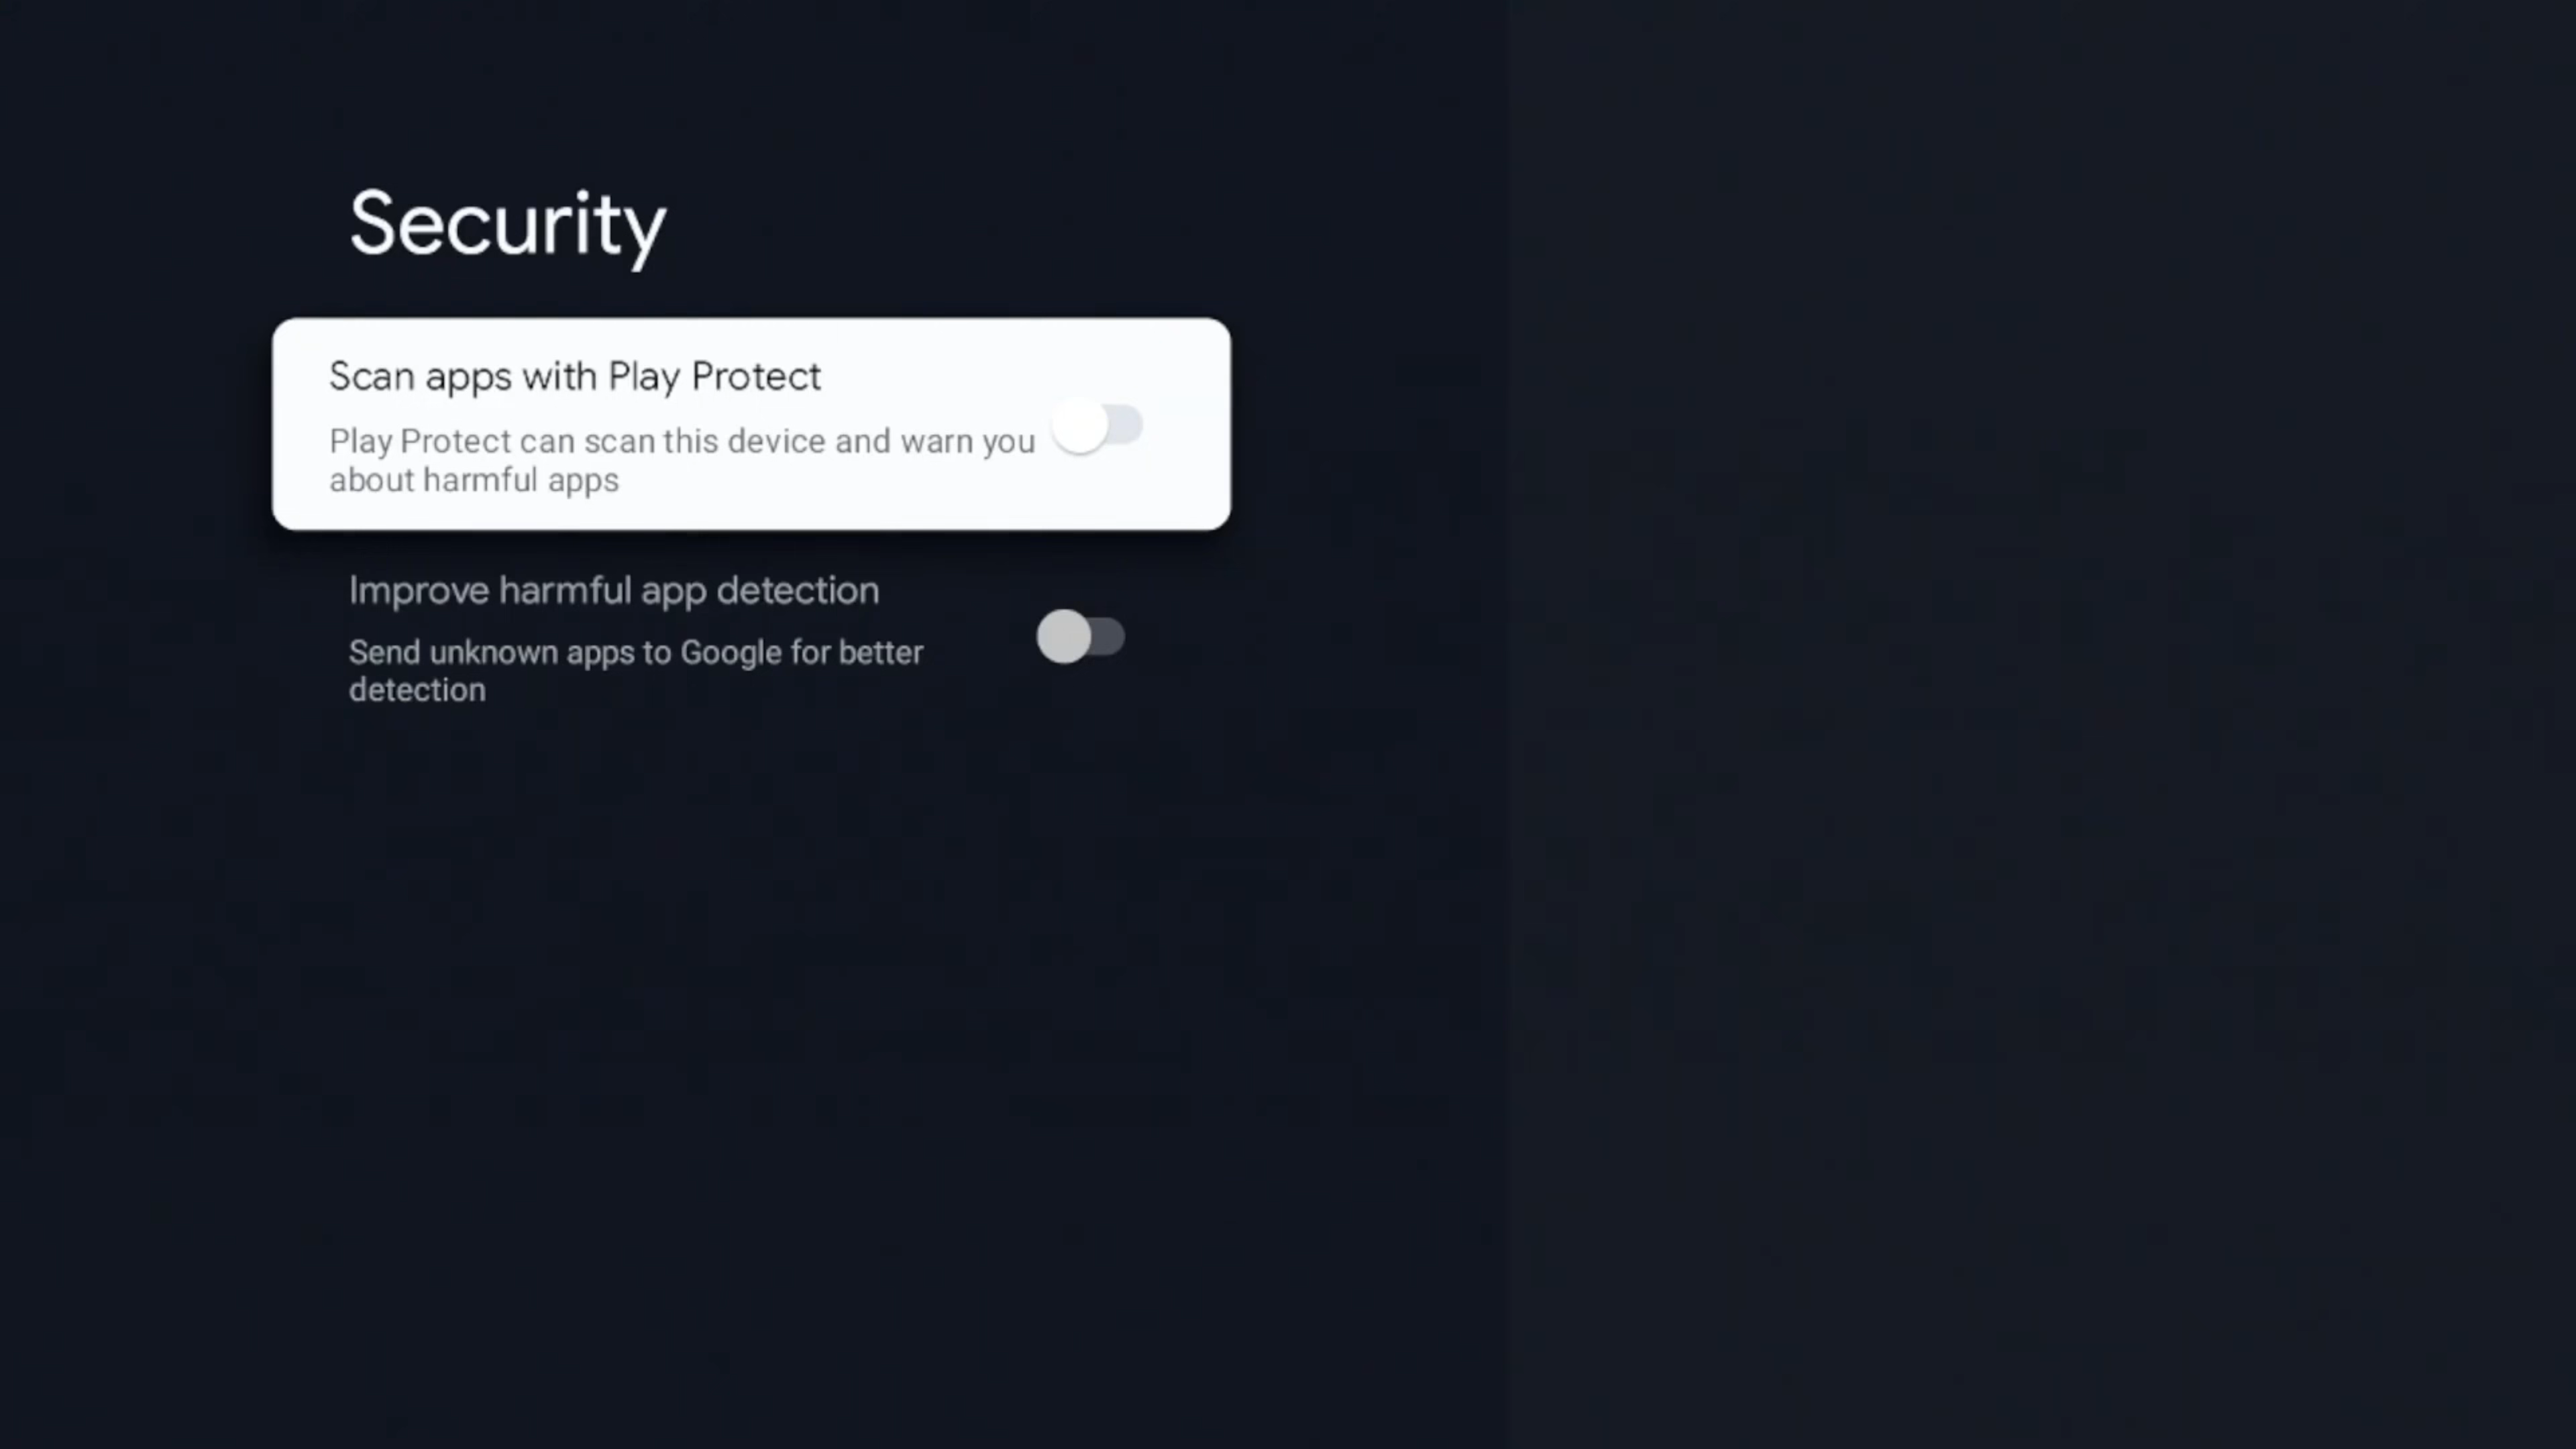 Security
Scan apps with Play Protect
Play Protect can scan this device and warn you
about harmful apps
Improve harmful app detection
Send unknown apps to Google for better
detection